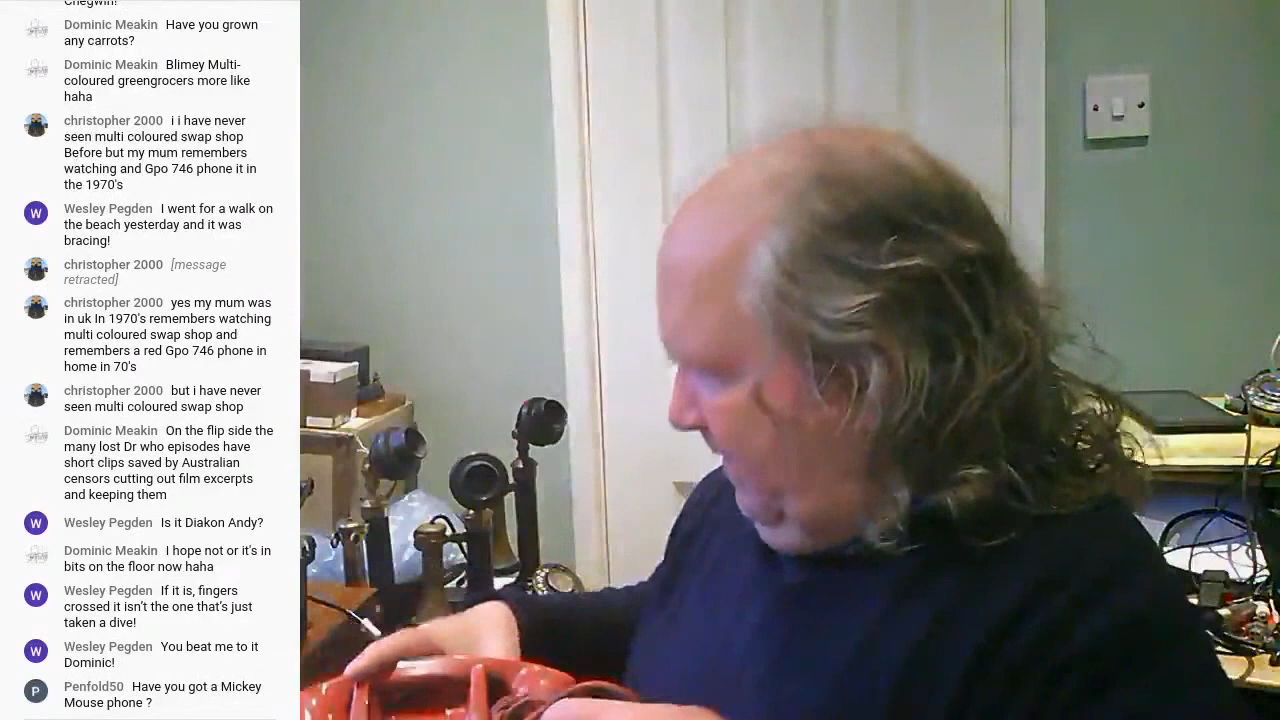 Chegwin!
Dominic Meakin Have you grown
any carrots?
Dominic Meakin Blimey Multi-
coloured greengrocers more like
haha
christopher 2000 i i have never
seen multi coloured swap shop
Before but my mum remembers
watching and Gpo 746 phone it in
the 1970's
Wesley Pegden I went for a walk on
the beach yesterday and it was
bracing!
christopher 2000 [message
retracted]
christopher 2000 yes my mum was
in uk In 1970's remembers watching
multi coloured swap shop and
remembers a red Gpo 746 phone in
home in 70's
christopher 2000 but i have never
seen multi coloured swap shop
Dominic Meakin On the flip side the
many lost Dr who episodes have
short clips saved by Australian
censors cutting out film excerpts
and keeping them
W
Wesley Pegden Is it Diakon Andy?
Dominic Meakin I hope not or it's in
bits on the floor now haha
W
Wesley Pegden If it is, fingers
crossed it isn't the one that's just
taken a dive!
W
Wesley Pegden You beat me to it
Dominic!
P
Penfold50 Have you got a Mickey
Mouse phone ?